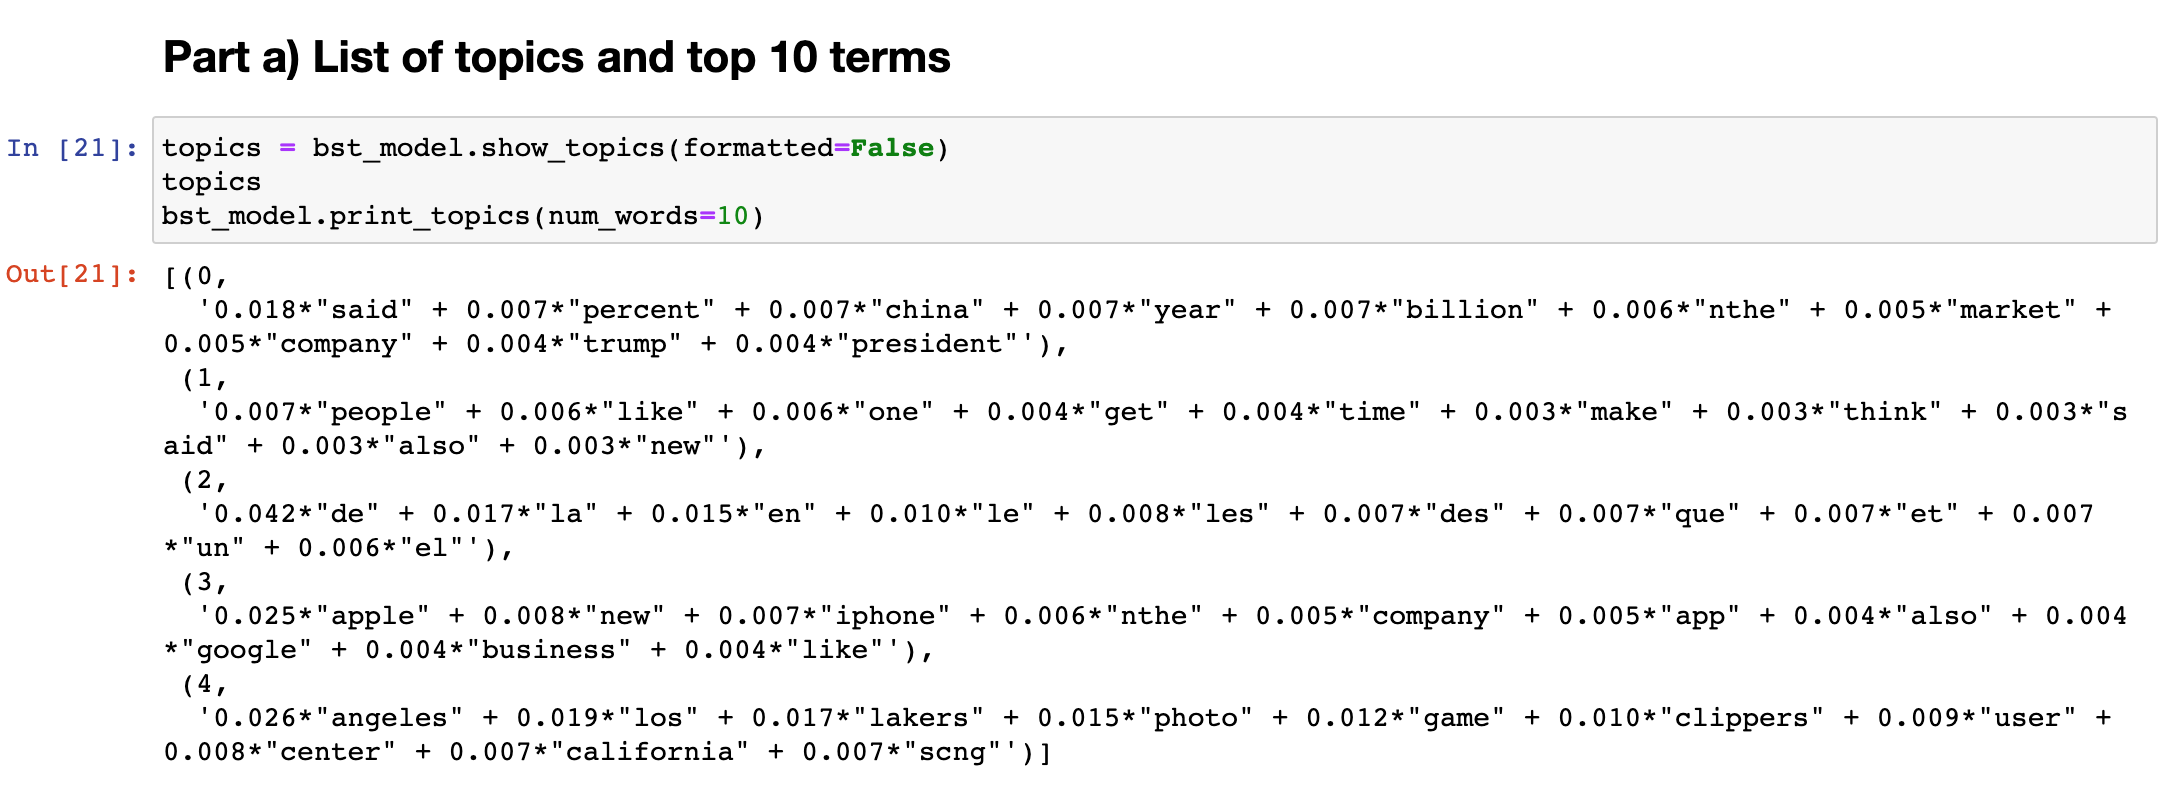 Part a) List of topics and top 10 terms
In [21]: topics = bst_model.show_topics(formatted=False)
topics
bst_model.print_topics(num_words=10)
Out[21]: [(0,
'0.018*"said" + 0.007*"percent" + 0.007*"china" + 0.007*"year" + 0.007*"billion" + 0.006*"nthe" + 0.005*"market" +
0.005*"company" + 0.004*"trump" + 0.004*"president"'),
(1,
'0.007*"people" + 0.006*"like" + 0.006*"one" + 0.004*"get" + 0.004*"time" + 0.003*"make" + 0.003*"think" + 0.003*"s
aid" + 0.003*"also" + 0.003*"new"'),
(2,
'0.042*"de" + 0.017*"la" + 0.015*"en" + 0.010*"le" + 0.008*"les" + 0.007*"des" + 0.007*"que" + 0.007*"et" + 0.007
*"un" + 0.006*"el"'),
(3,
'0.025*"apple" + 0.008*"new" + 0.007*"iphone" + 0.006*"nthe" + 0.005*"company" + 0.005*"app" + 0.004*"also" + 0.004
*"google" + 0.004*"business" + 0.004*"like"'),
(4,
'0.026*"angeles" + 0.019*"los" + 0.017*"lakers" + 0.015*"photo" + 0.012*"game" + 0.010*"clippers" + 0.009*"user" +
0.008*"center" + 0.007*"california" + 0.007*"scng"')]